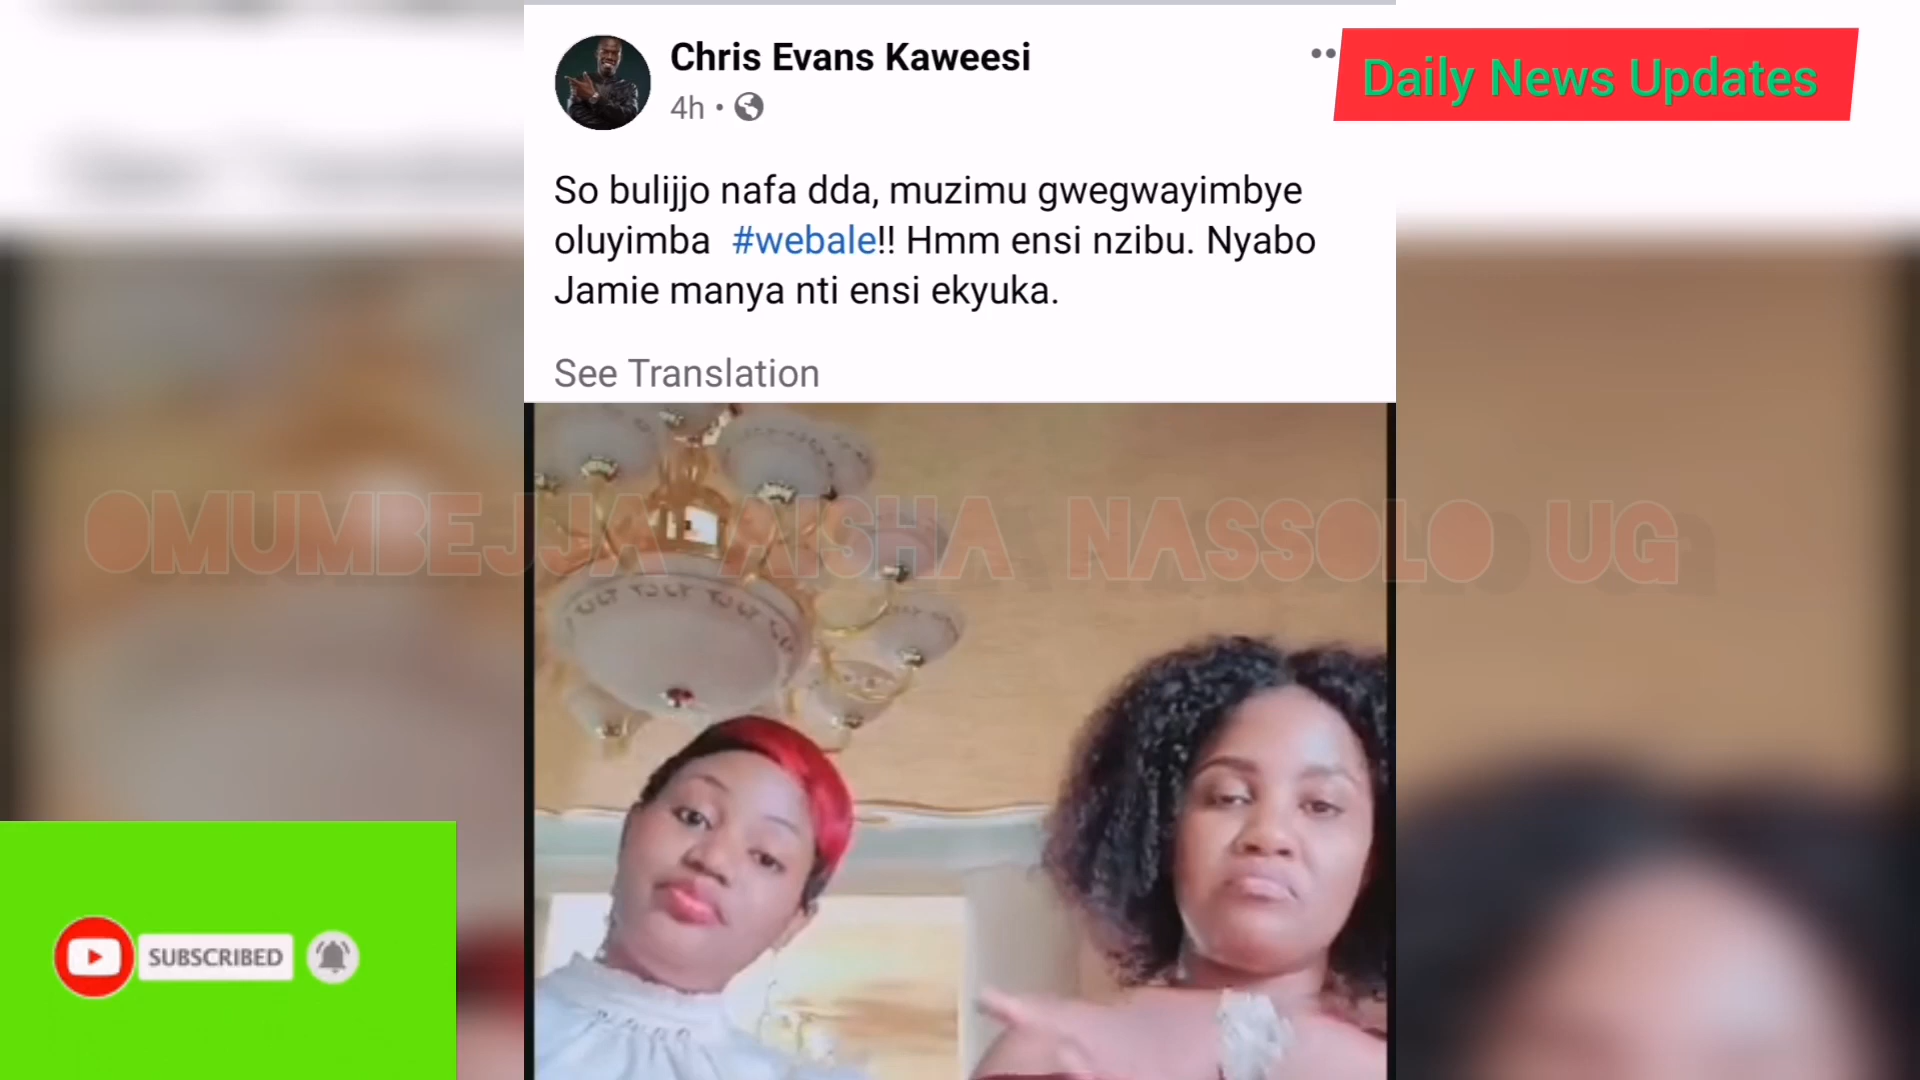 Chris Evans Kaweesi
4h
Daily News Updates
So bulijjo nafa dda, muzimu gwegwayimbye
oluyimba #webale!! Hmm ensi nzibu. Nyabo
Jamie manya nti ensi ekyuka.
See Translation
OMUMBEJJA AISHA NASSOLO UG
SUBSCRIBED